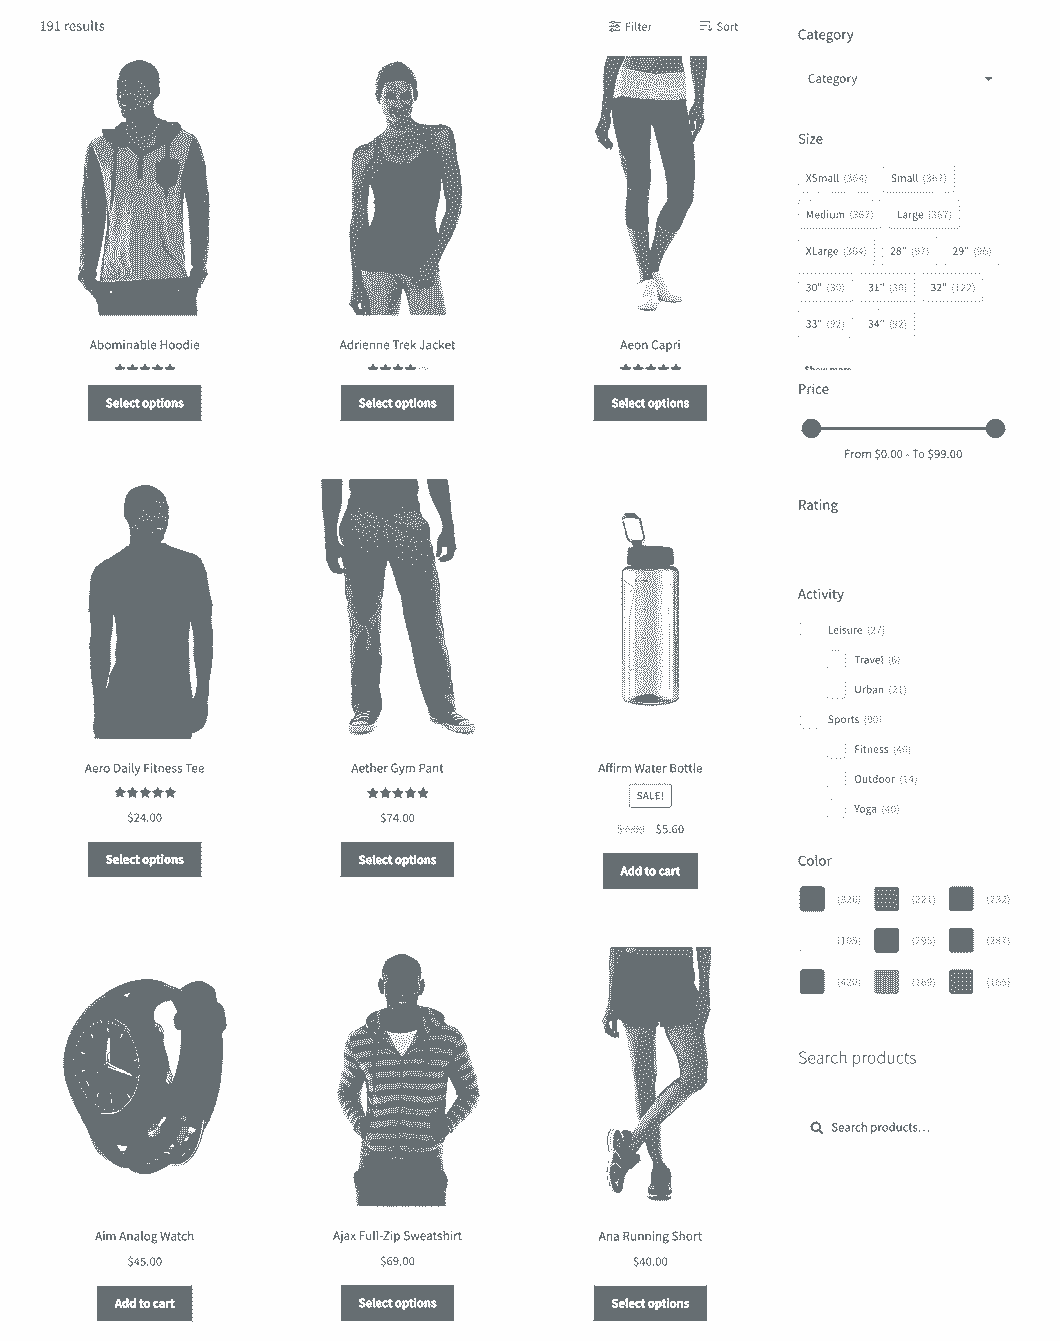 191 results
Filter
Sort
Abominable Hoodie
Select options
Adrienne Trek Jacket
Select options
Aeon Capri
Select options
Aero Daily Fitness Tee
$24.00
Select options
Aether Gym Pant
$74.00
Select options
Affirm Water Bottle
SALE!
$5.60
Add to cart
Aim Analog Watch
$45.00
Add to cart
Ajax Full-Zip Sweatshirt
$69.00
Select options
Ana Running Short
$40.00
Select options
Category
Category
Size
XSmall (364) Small (367)
Medium (367) Large (367)
XLarge (364) 28" (97) 29" (96)
30" (30) 31" (30) 32" (122)
33" (92) 34" (92)
Show more
Price
From $0.00 - To $99.00
Rating
Activity
Leisure (27)
Travel (6)
Urban (21)
Sports (90)
Fitness (46)
Outdoor (14)
Yoga (40)
Color
(326) (221) (232)
(105) (295) (287)
(420) (169)
Search products
Search products...